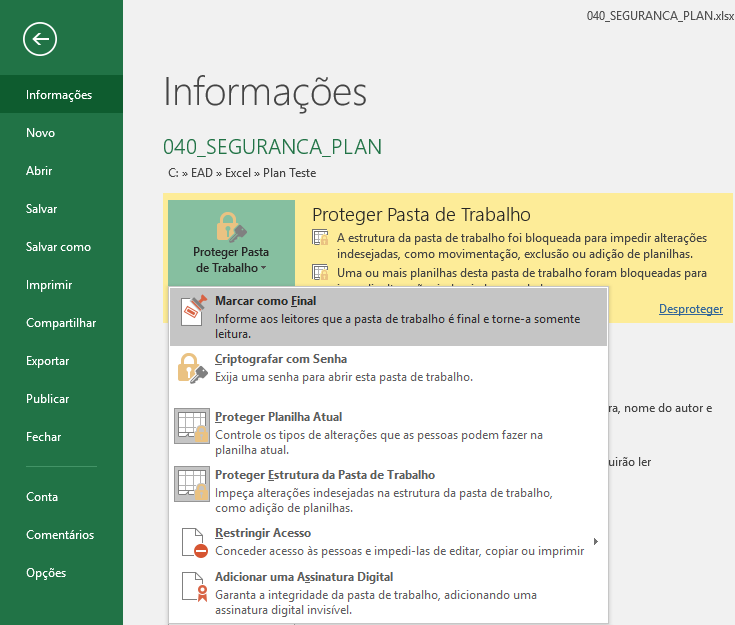 040_SEGURANCA_PLAN.xlsx
Informações
Novo
Abrir
Salvar
Salvar como
Imprimir
Compartilhar
Exportar
Publicar
Fechar
Conta
Comentários
Opções
Informações
040_SEGURANCA_PLAN
C: » EAD » Excel » Plan Teste
Proteger Pasta
de Trabalho
Proteger Pasta de Trabalho
A estrutura da pasta de trabalho foi bloqueada para impedir alterações
indesejadas, como movimentação, exclusão ou adição de planilhas.
Uma ou mais planilhas desta pasta de trabalho foram bloqueadas para
Desproteger
Marcar como Final
Informe aos leitores que a pasta de trabalho é final e torne-a somente
leitura.
Criptografar com Senha
Exija uma senha para abrir esta pasta de trabalho.
Proteger Planilha Atual
Controle os tipos de alterações que as pessoas podem fazer na
planilha atual.
Proteger Estrutura da Pasta de Trabalho
Impeça alterações indesejadas na estrutura da pasta de trabalho,
como adição de planilhas.
Restringir Acesso
Conceder acesso às pessoas e impedi-las de editar, copiar ou imprimir
Adicionar uma Assinatura Digital
Garanta a integridade da pasta de trabalho, adicionando uma
assinatura digital invisível.
ra, nome do autor e
uirão ler